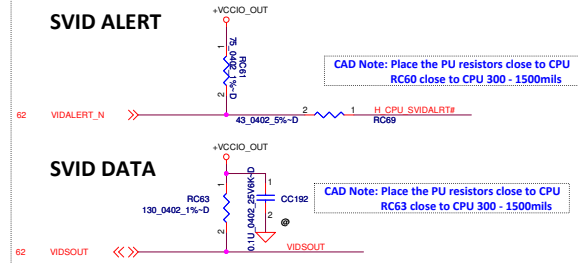 SVID ALERT
+VCCIO_OUT
1
75_0402_1%~D
RC61
2
CAD Note: Place the PU resistors close to CPU
RC60 close to CPU 300 - 1500mils
62 VIDALERT_N
43_0402_5%~D
2
1
H_CPU_SVIDALRT#
RC69
SVID DATA
+VCCIO_OUT
1
RC63
130_0402_1%~D
2
0.1U_0402_25V6K~D
1
CC192
2
@
CAD Note: Place the PU resistors close to CPU
RC63 close to CPU 300 - 1500mils
62 VIDSOUT
VIDSOUT